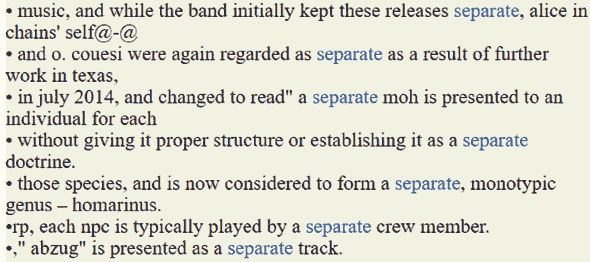 • music, and while the band initially kept these releases separate, alice in
chains' self@-@
• and o. couesi were again regarded as separate as a result of further
work in texas,
• in july 2014, and changed to read" a separate moh is presented to an
individual for each
• without giving it proper structure or establishing it as a separate
doctrine.
• those species, and is now considered to form a separate, monotypic
genus – homarinus.
•rp, each npc is typically played by a separate crew member.
•," abzug" is presented as a separate track.